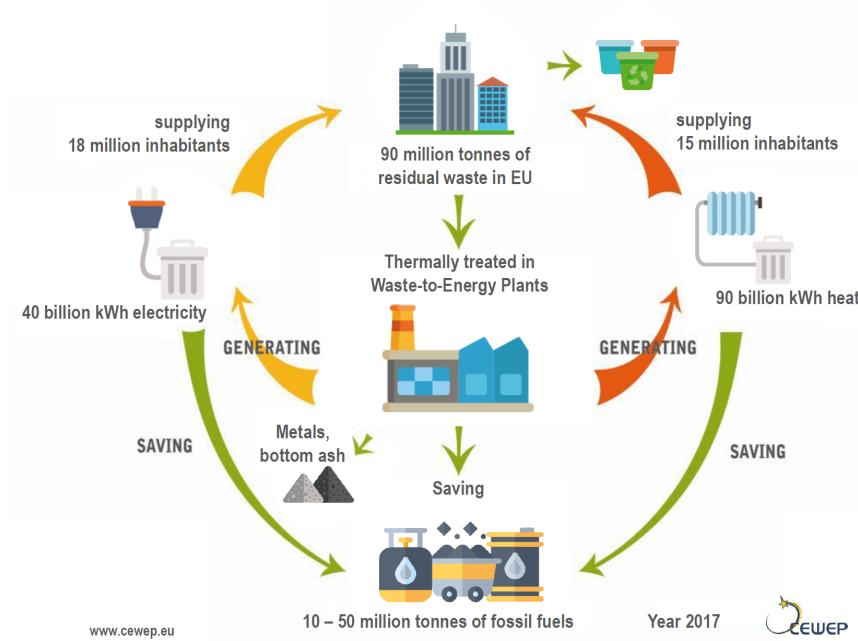 supplying
18 million inhabitants
supplying
15 million inhabitants
90 million tonnes of
residual waste in EU
Thermally treated in
Waste-to-Energy Plants
40 billion kWh electricity
90 billion kWh heat
GENERATING
GENERATING
Metals,
bottom ash
SAVING
SAVING
Saving
10 – 50 million tonnes of fossil fuels
Year 2017
www.cewep.eu
CEWEP